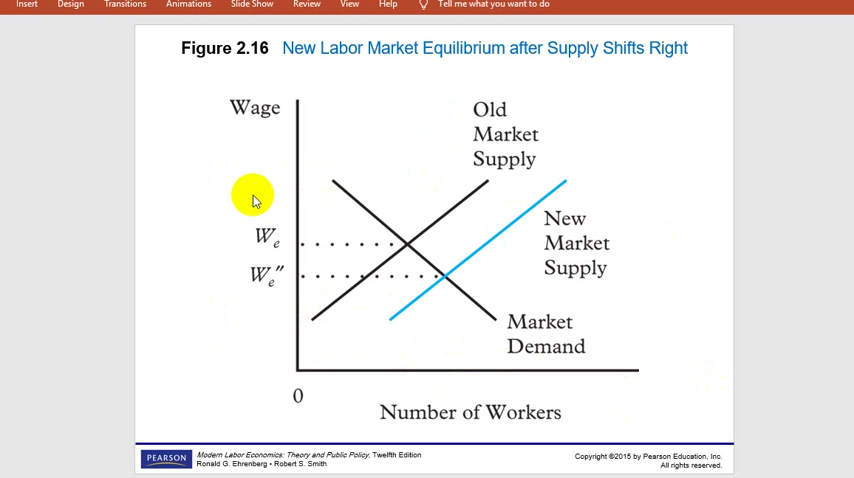 Insert Design Transitions Animations Slide Show Review View Help Tell me what you want to do
Figure 2.16 New Labor Market Equilibrium after Supply Shifts Right
Wage
Old
Market
Supply
New
Market
Supply
We
We″
Market
Demand
0
Number of Workers
PEARSON
Modern Labor Economics: Theory and Public Policy, Twelfth Edition
Ronald G. Ehrenberg • Robert S. Smith
Copyright ©2015 by Pearson Education, Inc.
All rights reserved.